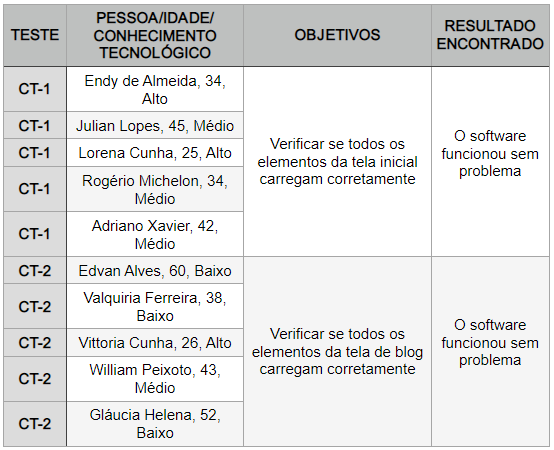 TESTE
PESSOA/IDADE/
CONHECIMENTO
TECNOLÓGICO
OBJETIVOS
RESULTADO
ENCONTRADO
CT-1
Endy de Almeida, 34,
Alto
CT-1
Julian Lopes, 45, Médio
CT-1
Lorena Cunha, 25, Alto
CT-1
Rogério Michelon, 34,
Médio
CT-1
Adriano Xavier, 42,
Médio
Verificar se todos os
elementos da tela inicial
carregam corretamente
O software
funcionou sem
problema
CT-2
Edvan Alves, 60, Baixo
CT-2
Valquiria Ferreira, 38,
Baixo
CT-2
Vittoria Cunha, 26, Alto
CT-2
William Peixoto, 43,
Médio
CT-2
Gláucia Helena, 52,
Baixo
Verificar se todos os
elementos da tela de blog
carregam corretamente
O software
funcionou sem
problema